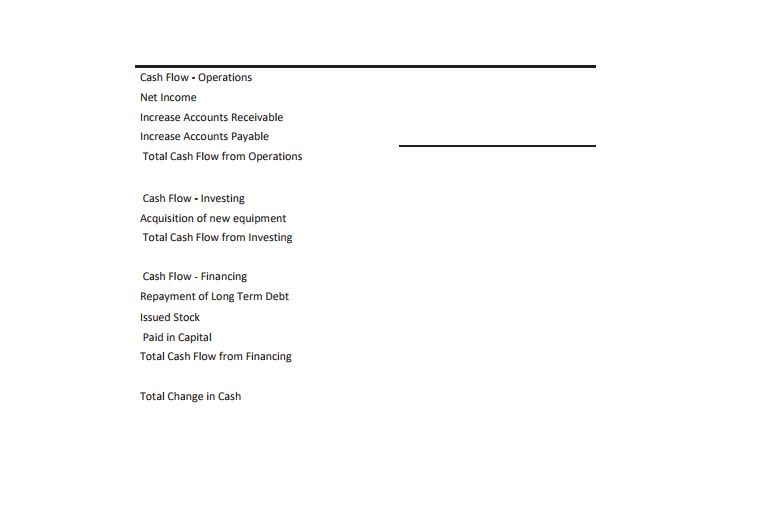 Cash Flow - Operations
Net Income
Increase Accounts Receivable
Increase Accounts Payable
Total Cash Flow from Operations
Cash Flow - Investing
Acquisition of new equipment
Total Cash Flow from Investing
Cash Flow - Financing
Repayment of Long Term Debt
Issued Stock
Paid in Capital
Total Cash Flow from Financing
Total Change in Cash